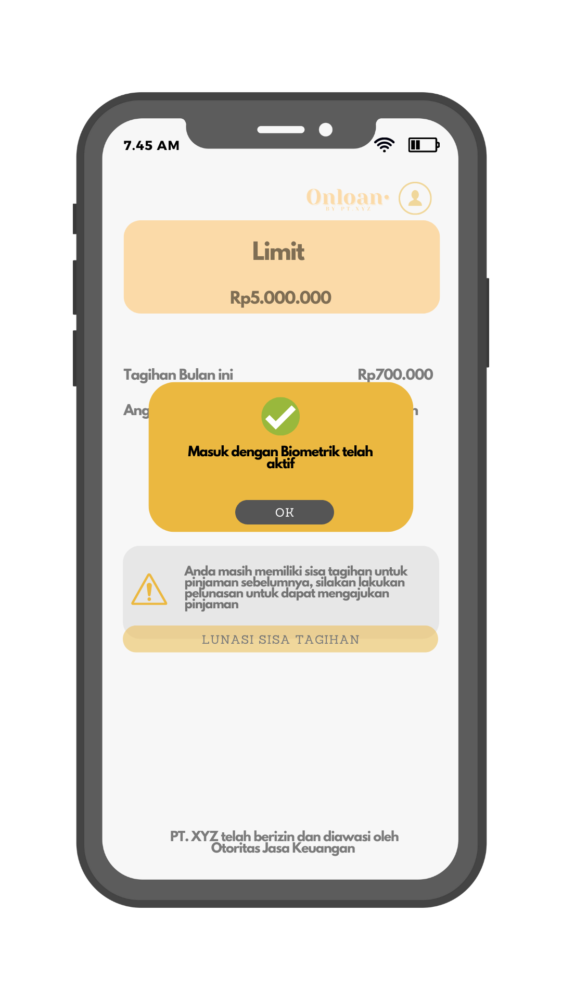 7.45 AM
Onloan
BY PT.XYZ
Limit
Rp5.000.000
Tagihan Bulan ini Rp700.000
Masuk dengan Biometrik telah
aktif
OK
Anda masih memiliki sisa tagihan untuk
pinjaman sebelumnya, silakan lakukan
pelunasan untuk dapat mengajukan
pinjaman
LUNASI SISA TAGIHAN
PT. XYZ telah berizin dan diawasi oleh
Otoritas Jasa Keuangan